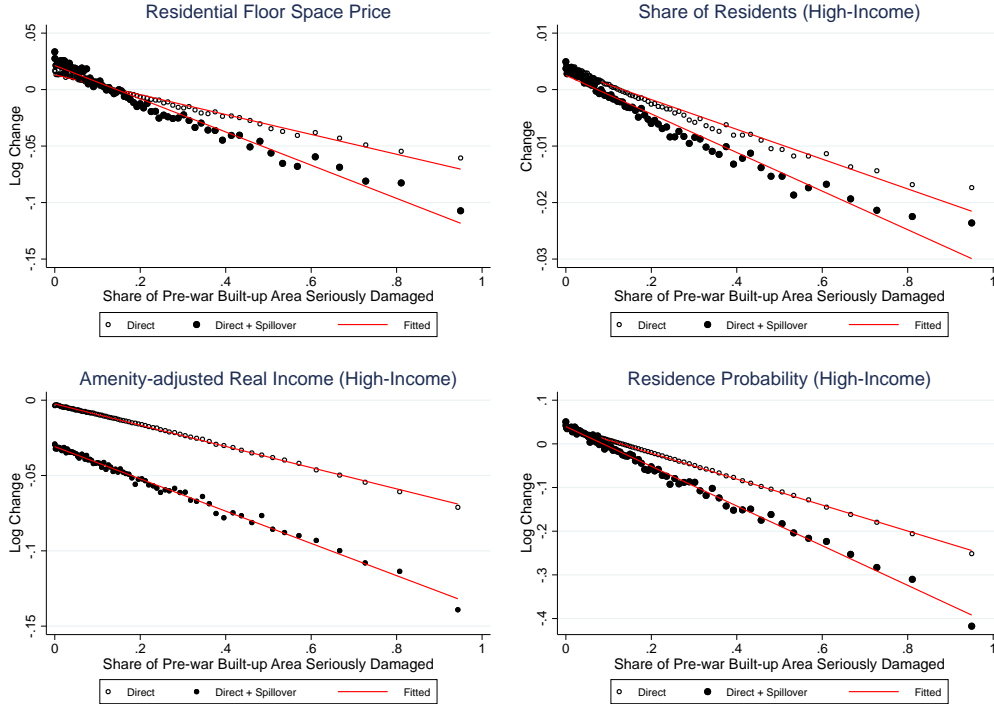 Residential Floor Space Price
.05
0
-.05
-.1
-.15
Log Change
0 .2 .4 .6 .8 1
Share of Pre-war Built-up Area Seriously Damaged
Direct Direct + Spillover Fitted
Share of Residents (High-Income)
.01
0
-.01
-.02
-.03
Change
0 .2 .4 .6 .8 1
Share of Pre-war Built-up Area Seriously Damaged
Direct Direct + Spillover Fitted
Amenity-adjusted Real Income (High-Income)
0
-.05
-.1
-.15
Log Change
0 .2 .4 .6 .8 1
Share of Pre-war Built-up Area Seriously Damaged
Direct Direct + Spillover Fitted
Residence Probability (High-Income)
.1
0
-.1
-.2
-.3
-.4
Log Change
0 .2 .4 .6 .8 1
Share of Pre-war Built-up Area Seriously Damaged
Direct Direct + Spillover Fitted